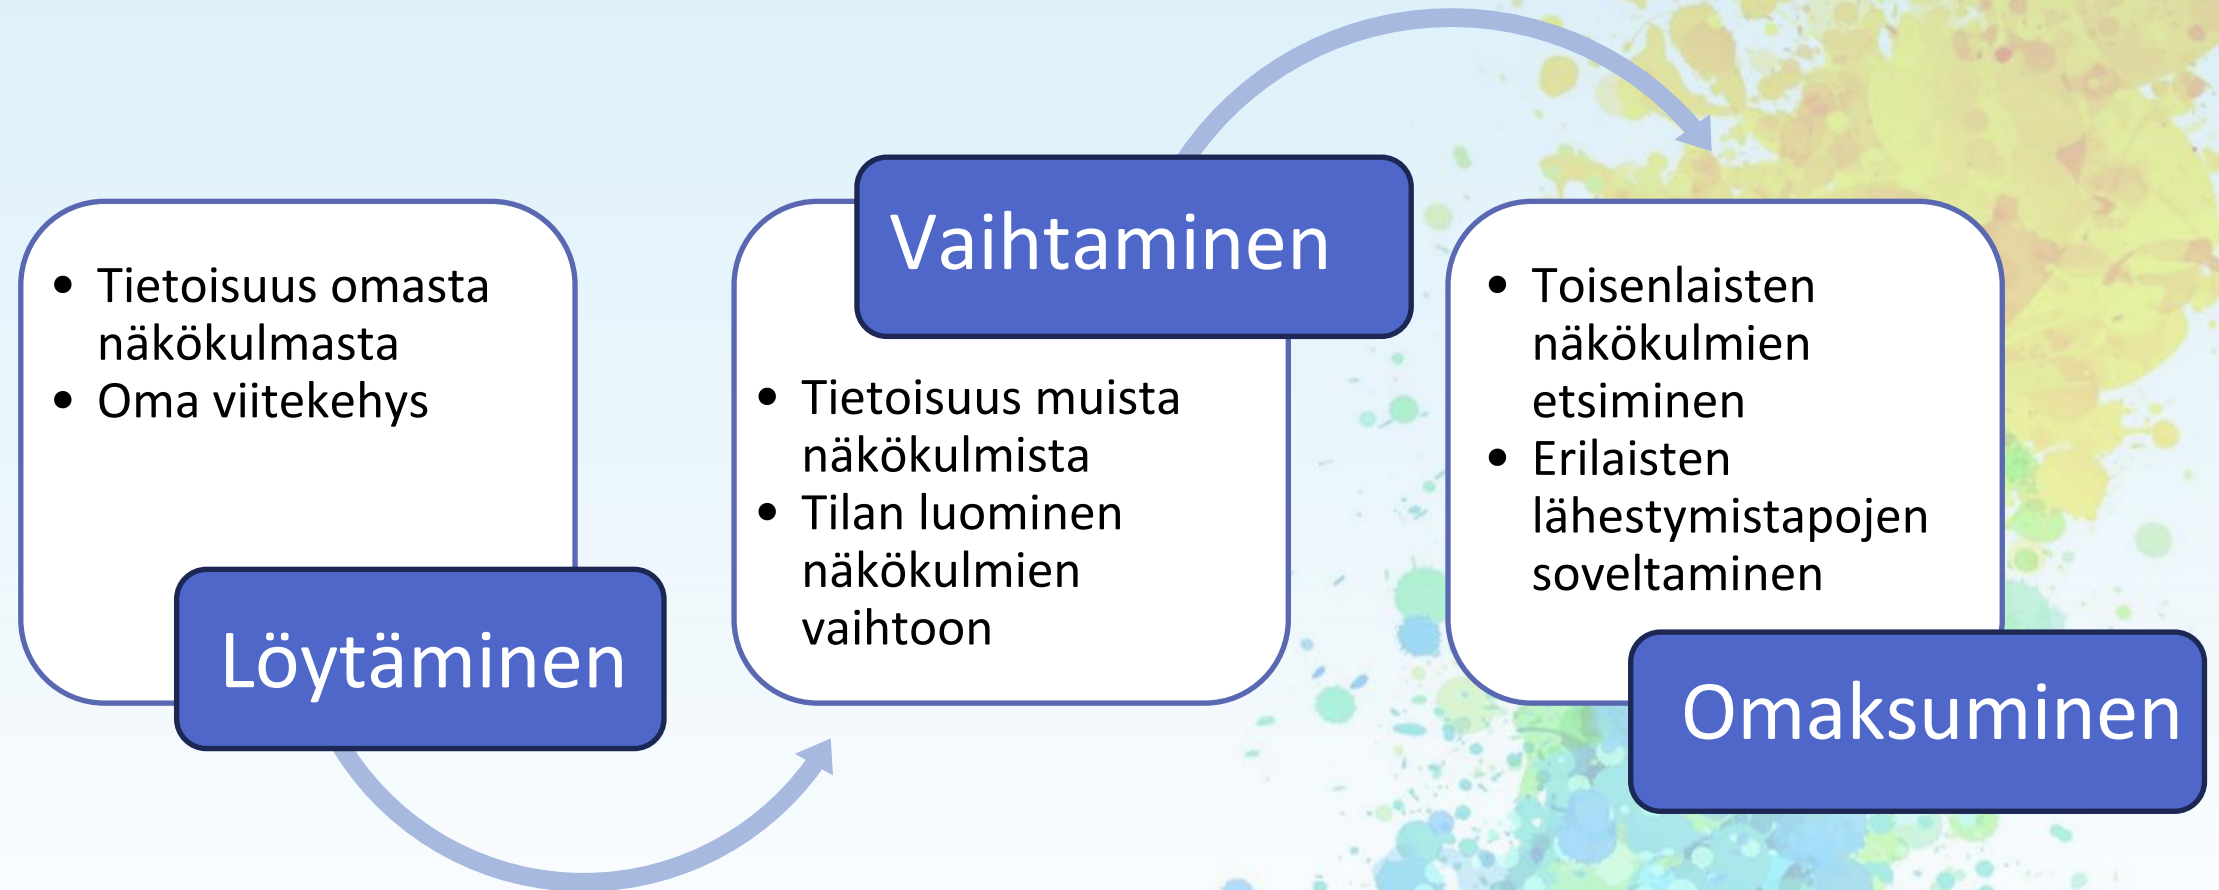 • Tietoisuus omasta
näkökulmasta
• Oma viitekehys
Löytäminen
Vaihtaminen
• Tietoisuus muista
näkökulmista
• Tilan luominen
näkökulmien
vaihtoon
• Toisenlaisten
näkökulmien
etsiminen
• Erilaisten
lähestymistapojen
soveltaminen
Omaksuminen